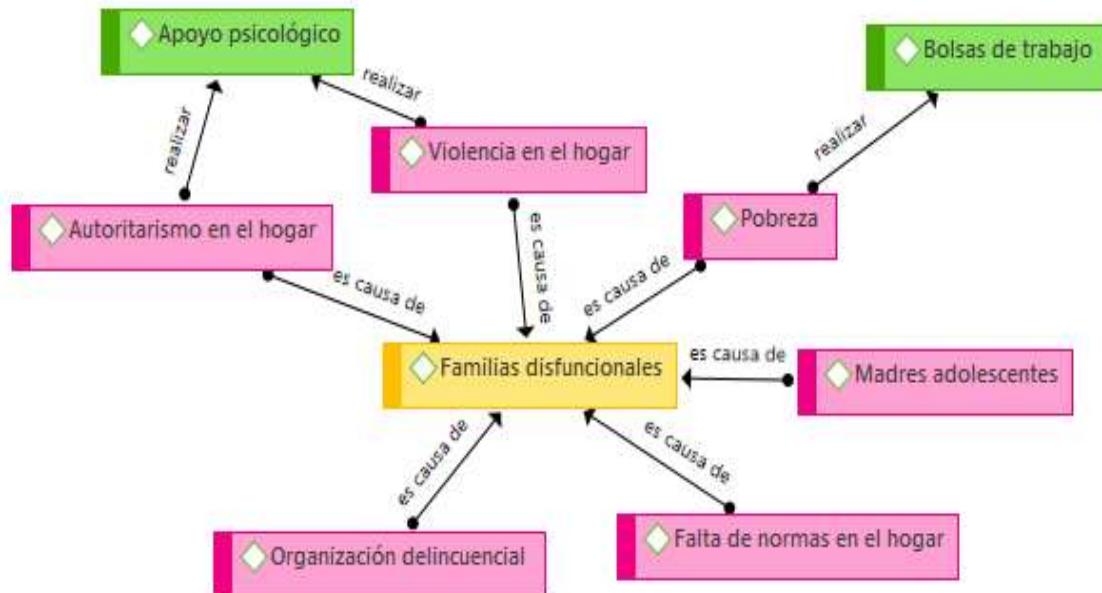 Apoyo psicológico
Bolsas de trabajo
realizar
realizar
realizar
Violencia en el hogar
Autoritarismo en el hogar
Pobreza
es causa de
es causa de
es causa de
Familias disfuncionales
es causa de
Madres adolescentes
es causa de
es causa de
Organización delincuencial
Falta de normas en el hogar